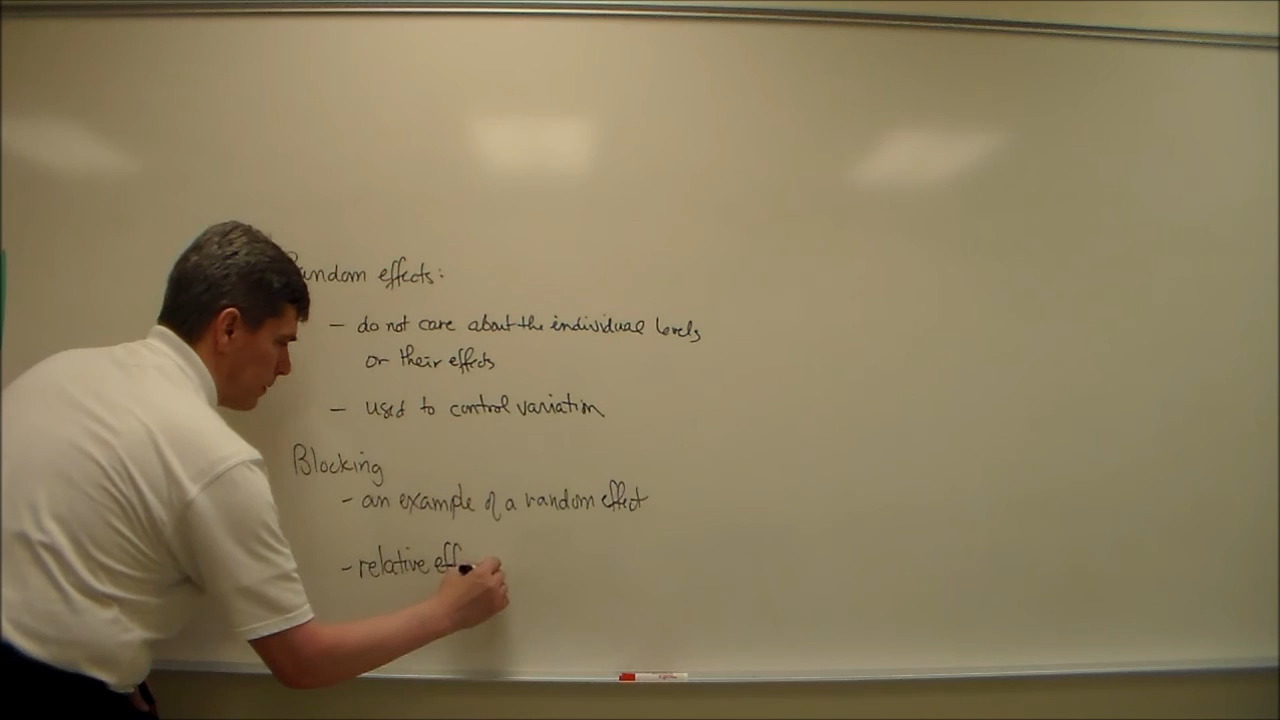 Random effects:
- do not care about the individual levels
or their effects
- used to control variation
Blocking
- an example of a random effect
- relative eff